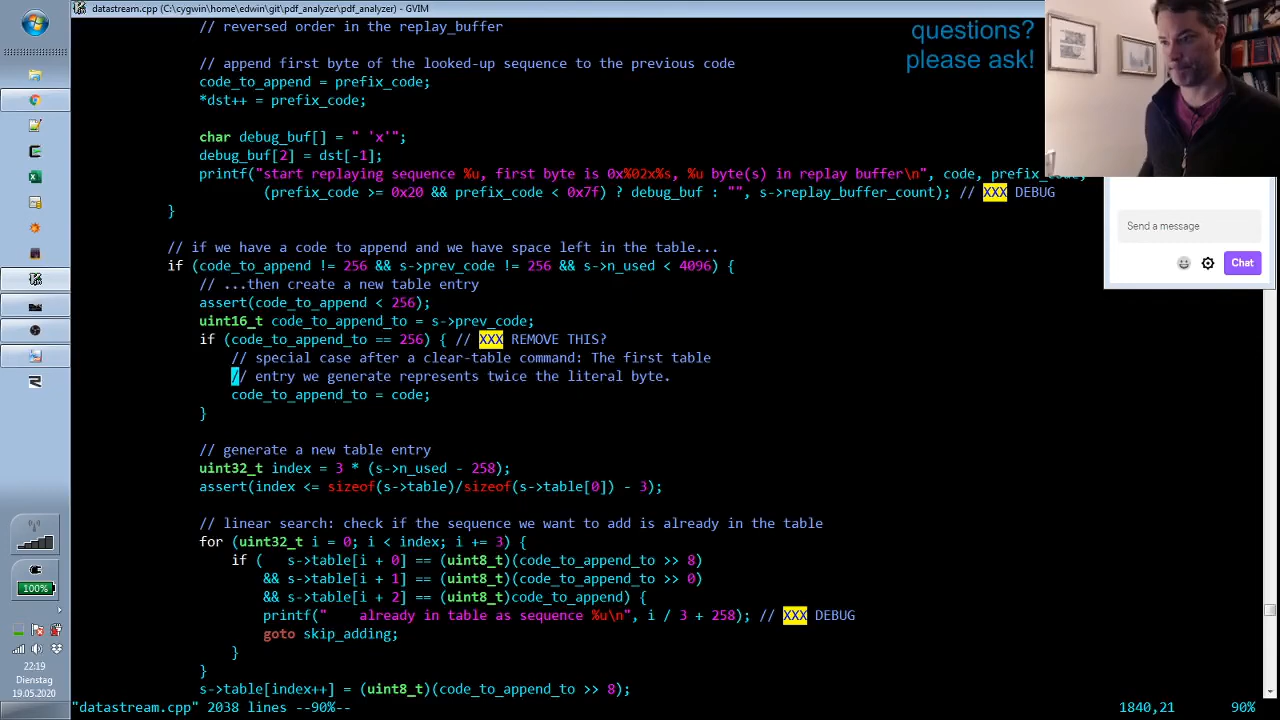 datastream.cpp (C:\cygwin\home\edwin\git\pdf_analyzer\pdf_analyzer) - GVIM
// reversed order in the replay_buffer
// append first byte of the looked-up sequence to the previous code
code_to_append = prefix_code;
*dst++ = prefix_code;
char debug_buf[] = " 'x'";
debug_buf[2] = dst[-1];
printf("start replaying sequence %u, first byte is 0x%02x%s, %u byte(s) in replay buffer\n", code, prefix_code,
(prefix_code >= 0x20 && prefix_code < 0x7f) ? debug_buf : "", s->replay_buffer_count); // XXX DEBUG
}
// if we have a code to append and we have space left in the table...
if (code_to_append != 256 && s->prev_code != 256 && s->n_used < 4096) {
// ...then create a new table entry
assert(code_to_append < 256);
uint16_t code_to_append_to = s->prev_code;
if (code_to_append_to == 256) { // XXX REMOVE THIS?
// special case after a clear-table command: The first table
// entry we generate represents twice the literal byte.
code_to_append_to = code;
}
// generate a new table entry
uint32_t index = 3 * (s->n_used - 258);
assert(index <= sizeof(s->table)/sizeof(s->table[0]) - 3);
// linear search: check if the sequence we want to add is already in the table
for (uint32_t i = 0; i < index; i += 3) {
if (   s->table[i + 0] == (uint8_t)(code_to_append_to >> 8)
&& s->table[i + 1] == (uint8_t)(code_to_append_to >> 0)
&& s->table[i + 2] == (uint8_t)code_to_append) {
printf("    already in table as sequence %u\n", i / 3 + 258); // XXX DEBUG
goto skip_adding;
}
}
s->table[index++] = (uint8_t)(code_to_append_to >> 8);
"datastream.cpp" 2038 lines --90%--
1840,21
90%
questions?
please ask!
Send a message
Chat
100%
22:19
Dienstag
19.05.2020